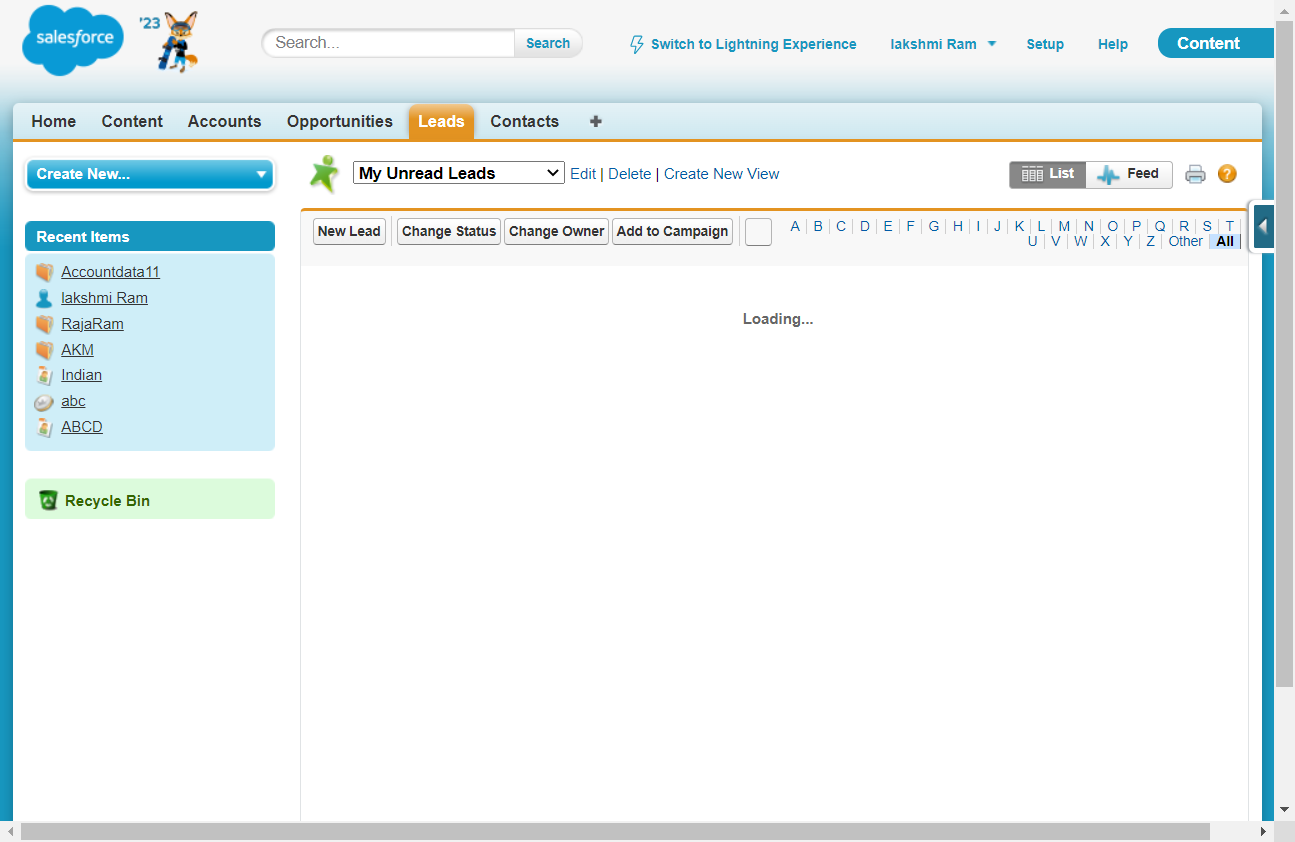 salesforce
'23
Search...
Search
Switch to Lightning Experience
lakshmi Ram
Setup
Help
Content
Home
Content
Accounts
Opportunities
Leads
Contacts
+
Create New...
My Unread Leads
Edit | Delete | Create New View
List
Feed
?
Recent Items
New Lead
Change Status
Change Owner
Add to Campaign
A | B | C | D | E | F | G | H | I | J | K | L | M | N | O | P | Q | R | S | T |
U | V | W | X | Y | Z | Other | All
Accountdata11
lakshmi Ram
RajaRam
AKM
Indian
abc
ABCD
Loading...
Recycle Bin